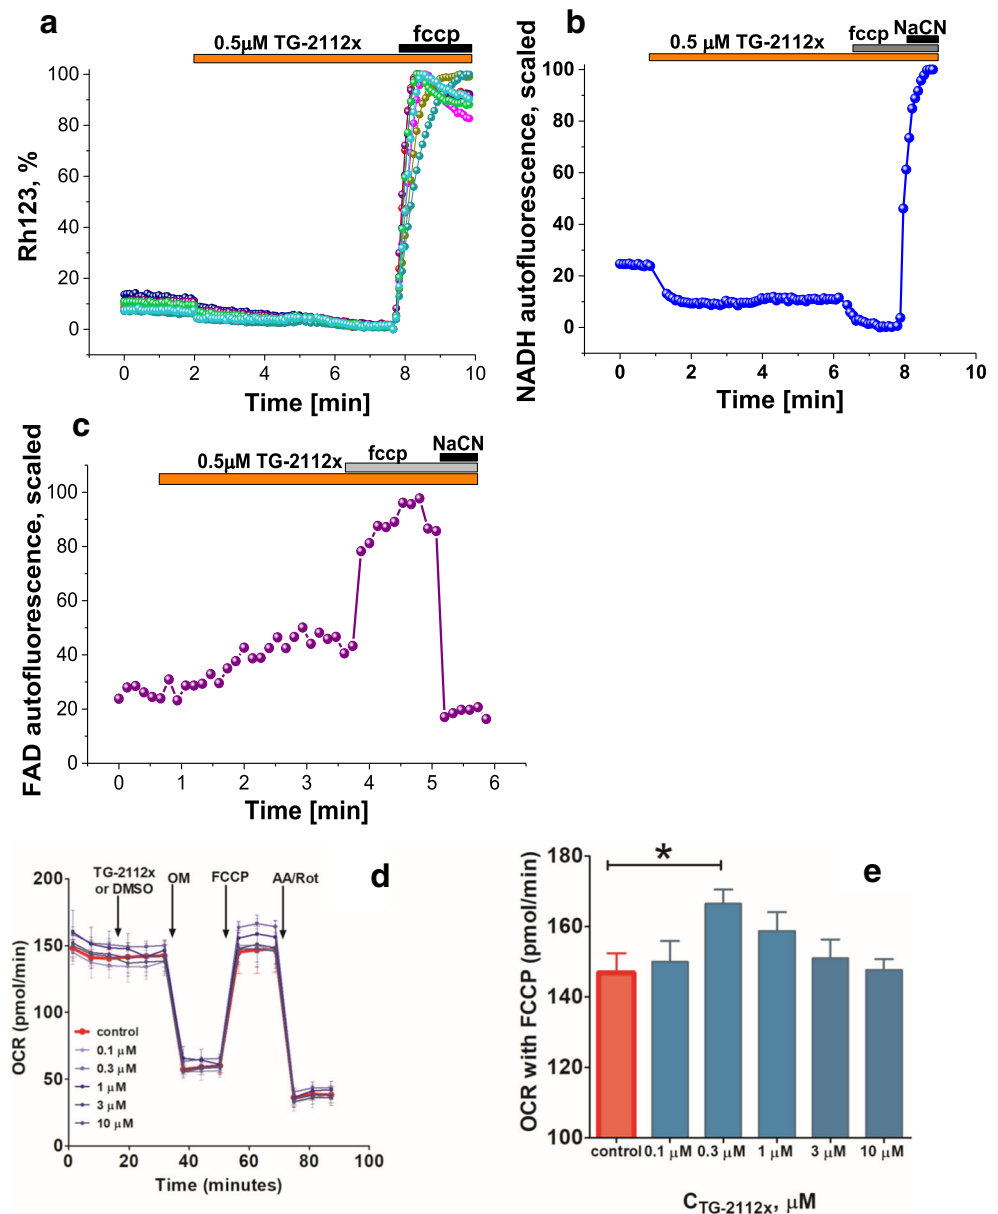 a
fccp
0.5µM TG-2112x
100
80
60
40
20
0
Rh123, %
0 2 4 6 8 10
Time [min]
b
NaCN
fccp
0.5 µM TG-2112x
100
80
60
40
20
0
NADH autofluorescence, scaled
0 2 4 6 8 10
Time [min]
c
NaCN
fccp
0.5µM TG-2112x
100
80
60
40
20
0
FAD autofluorescence, scaled
0 1 2 3 4 5 6
Time [min]
d
TG-2112x
or DMSO
OM
FCCP
AA/Rot
200
150
100
50
0
OCR (pmol/min)
control
0.1 µM
0.3 µM
1 µM
3 µM
10 µM
0 20 40 60 80 100
Time (minutes)
e
*
180
160
140
120
100
OCR with FCCP (pmol/min)
control 0.1 µM 0.3 µM 1 µM 3 µM 10 µM
CTG-2112x, µM